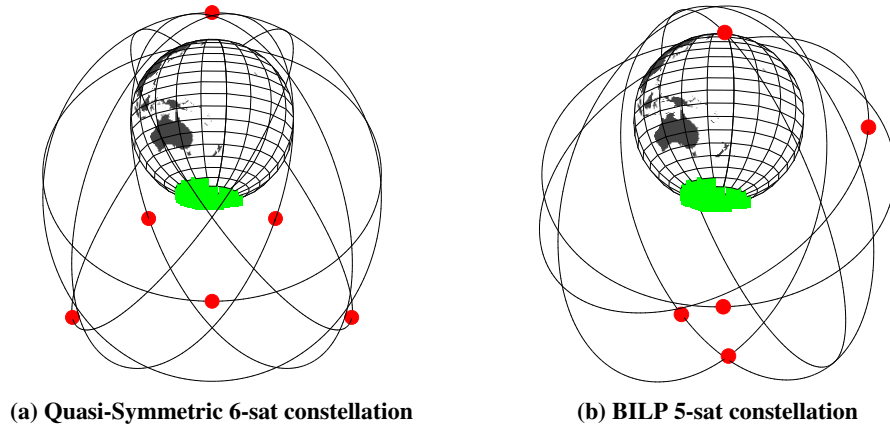 (a) Quasi-Symmetric 6-sat constellation
(b) BILP 5-sat constellation